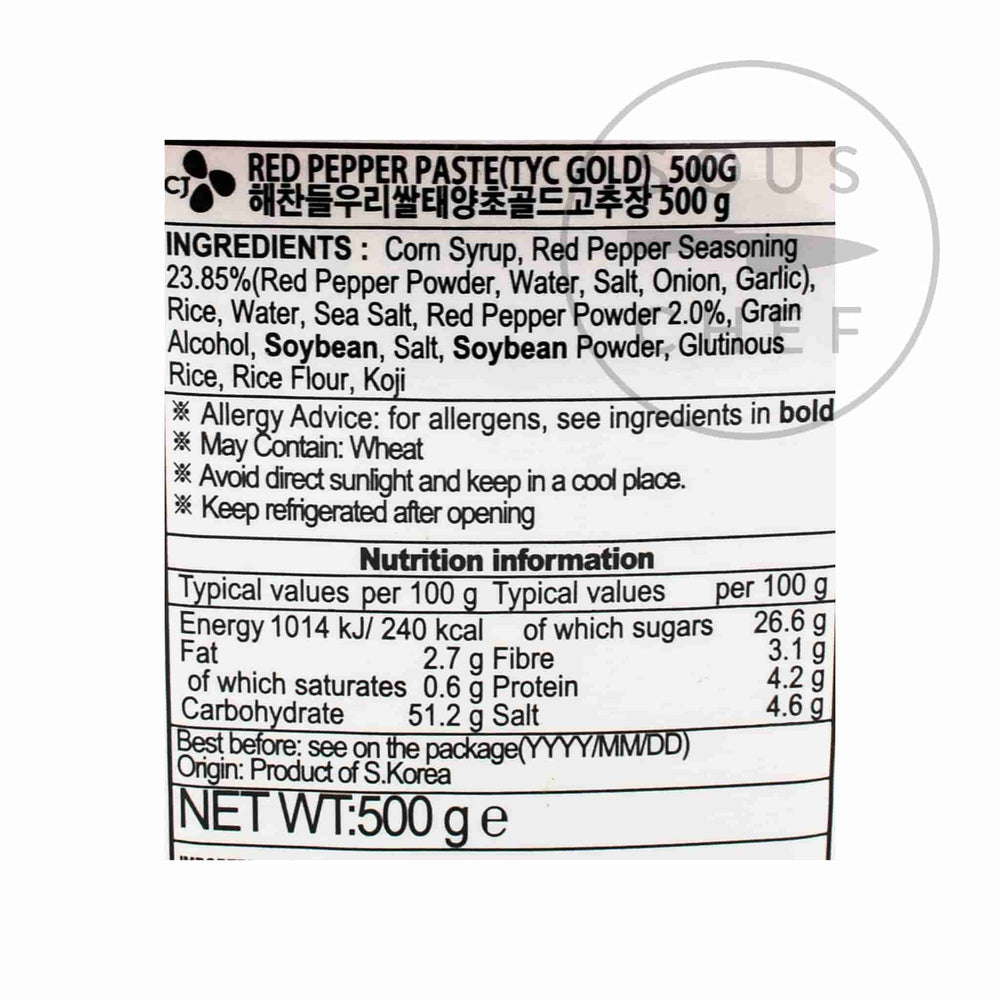 SOUS
CHEF
CJ
RED PEPPER PASTE(TYC GOLD)_500G
해찬들우리쌀태양초골드고추장 500 g
INGREDIENTS : Corn Syrup, Red Pepper Seasoning
23.85%(Red Pepper Powder, Water, Salt, Onion, Garlic),
Rice, Water, Sea Salt, Red Pepper Powder 2.0%, Grain
Alcohol, Soybean, Salt, Soybean Powder, Glutinous
Rice, Rice Flour, Koji
※ Allergy Advice: for allergens, see ingredients in bold
※ May Contain: Wheat
※ Avoid direct sunlight and keep in a cool place.
※ Keep refrigerated after opening
Nutrition information
Typical values per 100 g Typical values per 100 g
Energy 1014 kJ/ 240 kcal of which sugars 26.6 g
Fat 2.7 g Fibre 3.1 g
of which saturates 0.6 g Protein 4.2 g
Carbohydrate 51.2 g Salt 4.6 g
Best before: see on the package(YYYY/MM/DD)
Origin: Product of S.Korea
NET WT:500 g e